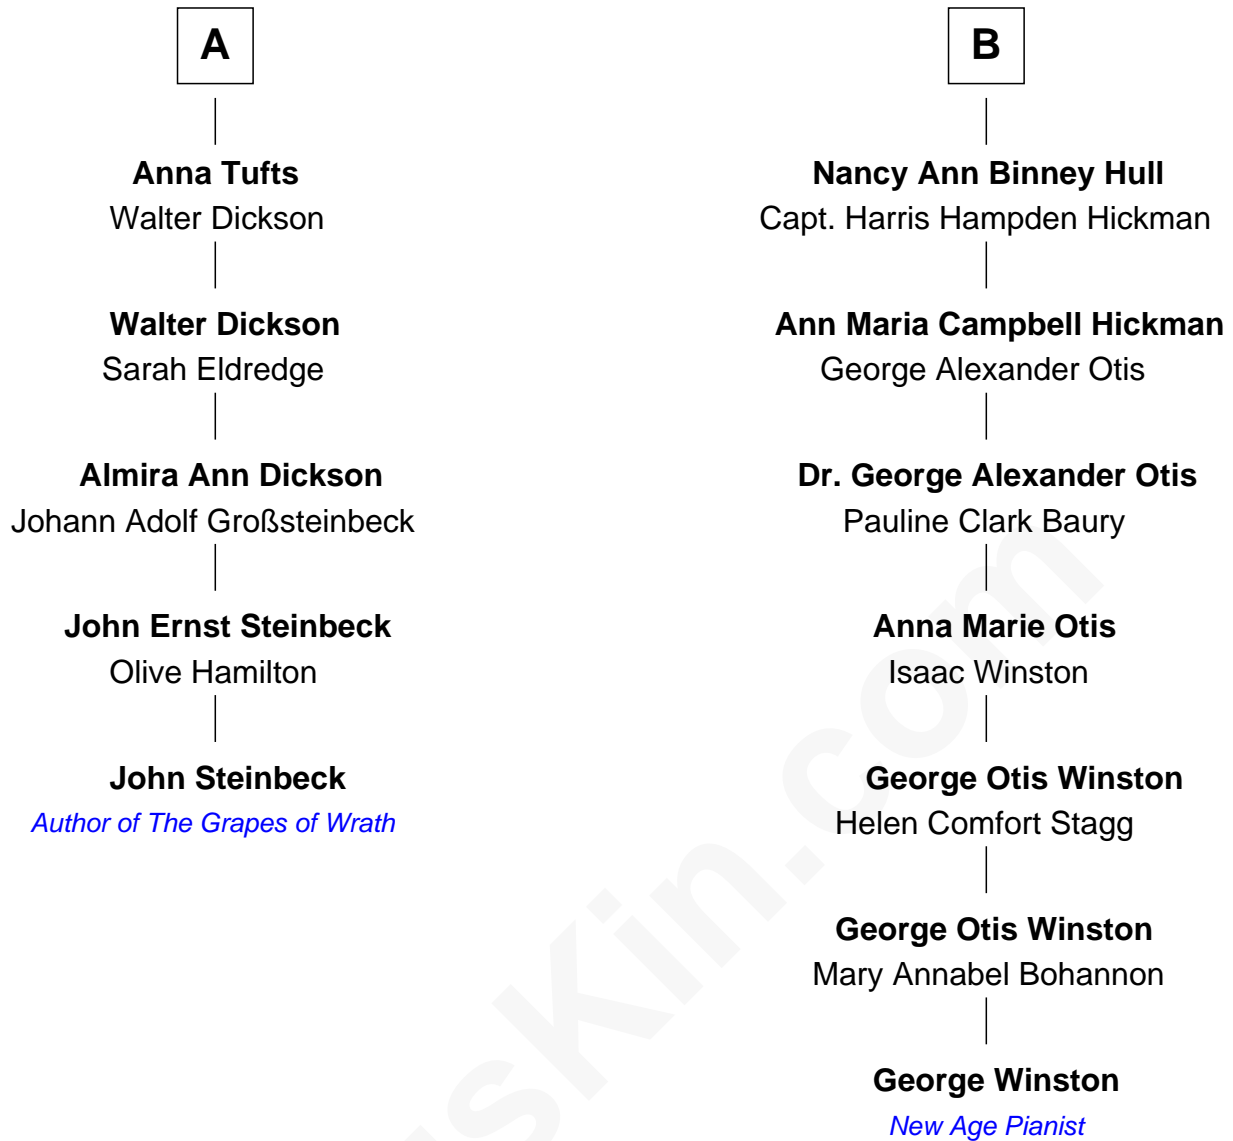 A
Anna Tufts
Walter Dickson
Walter Dickson
Sarah Eldredge
Almira Ann Dickson
Johann Adolf Großsteinbeck
John Ernst Steinbeck
Olive Hamilton
John Steinbeck
Author of The Grapes of Wrath
B
Nancy Ann Binney Hull
Capt. Harris Hampden Hickman
Ann Maria Campbell Hickman
George Alexander Otis
Dr. George Alexander Otis
Pauline Clark Baury
Anna Marie Otis
Isaac Winston
George Otis Winston
Helen Comfort Stagg
George Otis Winston
Mary Annabel Bohannon
George Winston
New Age Pianist
sKin.com